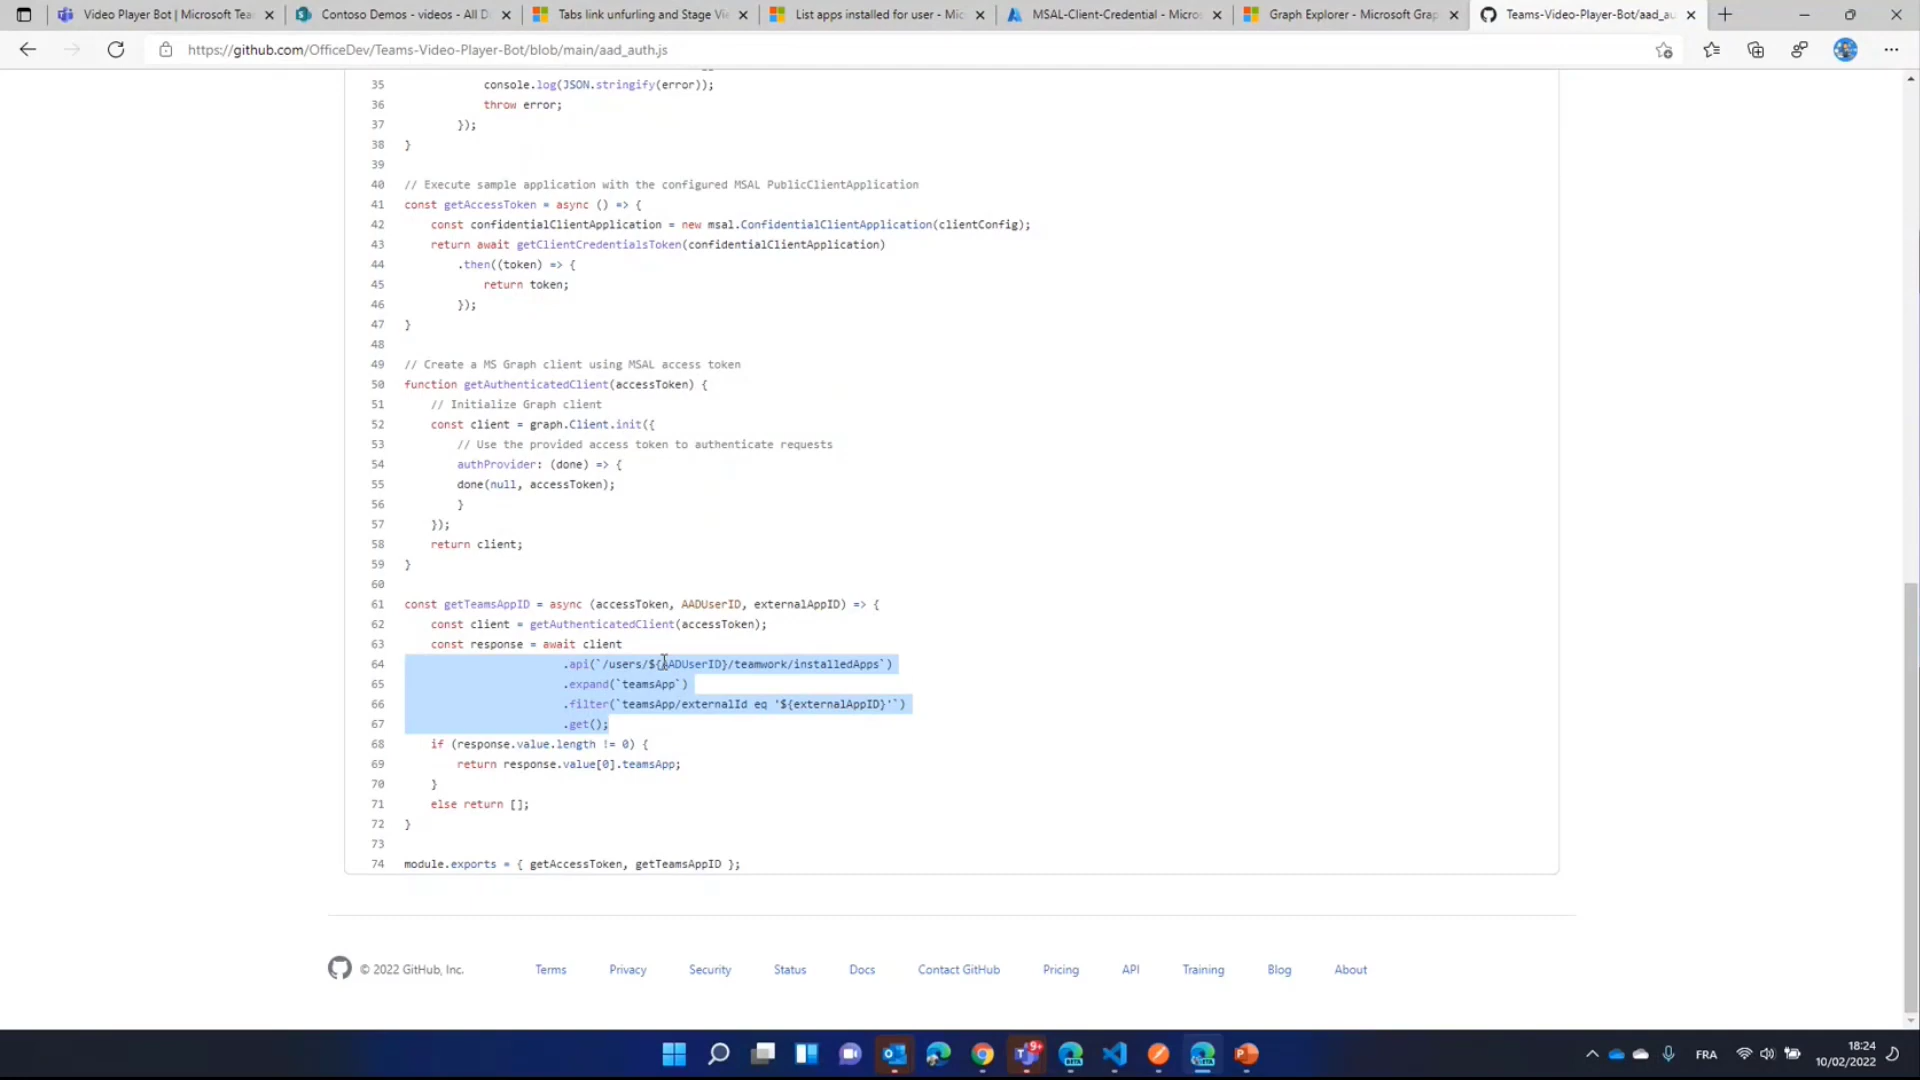 Video Player Bot | Microsoft Tea
Contoso Demos - videos - All D
Tabs link unfurling and Stage Vi
List apps installed for user - Mic
MSAL-Client-Credential - Micros
Graph Explorer - Microsoft Grap
Teams-Video-Player-Bot/aad_au
https://github.com/OfficeDev/Teams-Video-Player-Bot/blob/main/aad_auth.js
35 console.log(JSON.stringify(error));
36 throw error;
37 });
38 }
39
40 // Execute sample application with the configured MSAL PublicClientApplication
41 const getAccessToken = async () => {
42 const confidentialClientApplication = new msal.ConfidentialClientApplication(clientConfig);
43 return await getClientCredentialsToken(confidentialClientApplication)
44 .then((token) => {
45 return token;
46 });
47 }
48
49 // Create a MS Graph client using MSAL access token
50 function getAuthenticatedClient(accessToken) {
51 // Initialize Graph client
52 const client = graph.Client.init({
53 // Use the provided access token to authenticate requests
54 authProvider: (done) => {
55 done(null, accessToken);
56 }
57 });
58 return client;
59 }
60
61 const getTeamsAppID = async (accessToken, AADUserID, externalAppID) => {
62 const client = getAuthenticatedClient(accessToken);
63 const response = await client
64 .api(`/users/${AADUserID}/teamwork/installedApps`)
65 .expand(`teamsApp`)
66 .filter(`teamsApp/externalId eq '${externalAppID}'`)
67 .get();
68 if (response.value.length != 0) {
69 return response.value[0].teamsApp;
70 }
71 else return [];
72 }
73
74 module.exports = { getAccessToken, getTeamsAppID };
© 2022 GitHub, Inc. Terms Privacy Security Status Docs Contact GitHub Pricing API Training Blog About
9+
FRA
18:24
10/02/2022